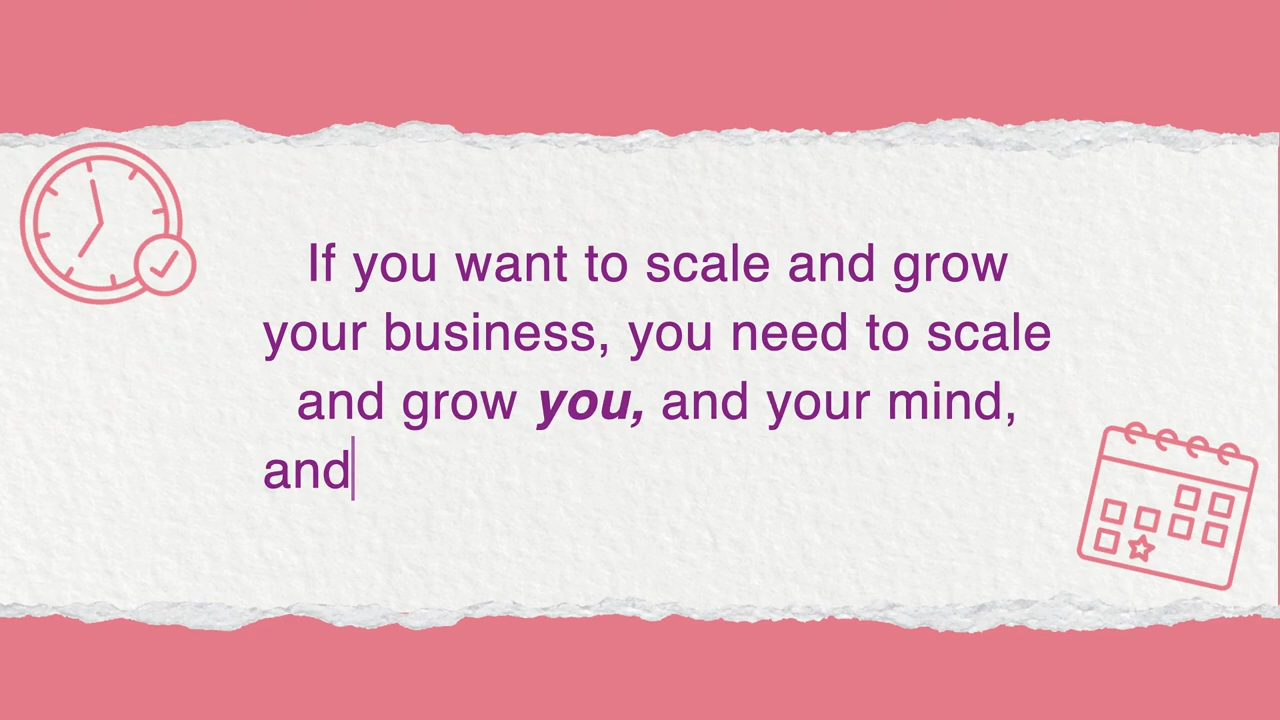 If you want to scale and grow
your business, you need to scale
and grow you, and your mind,
and